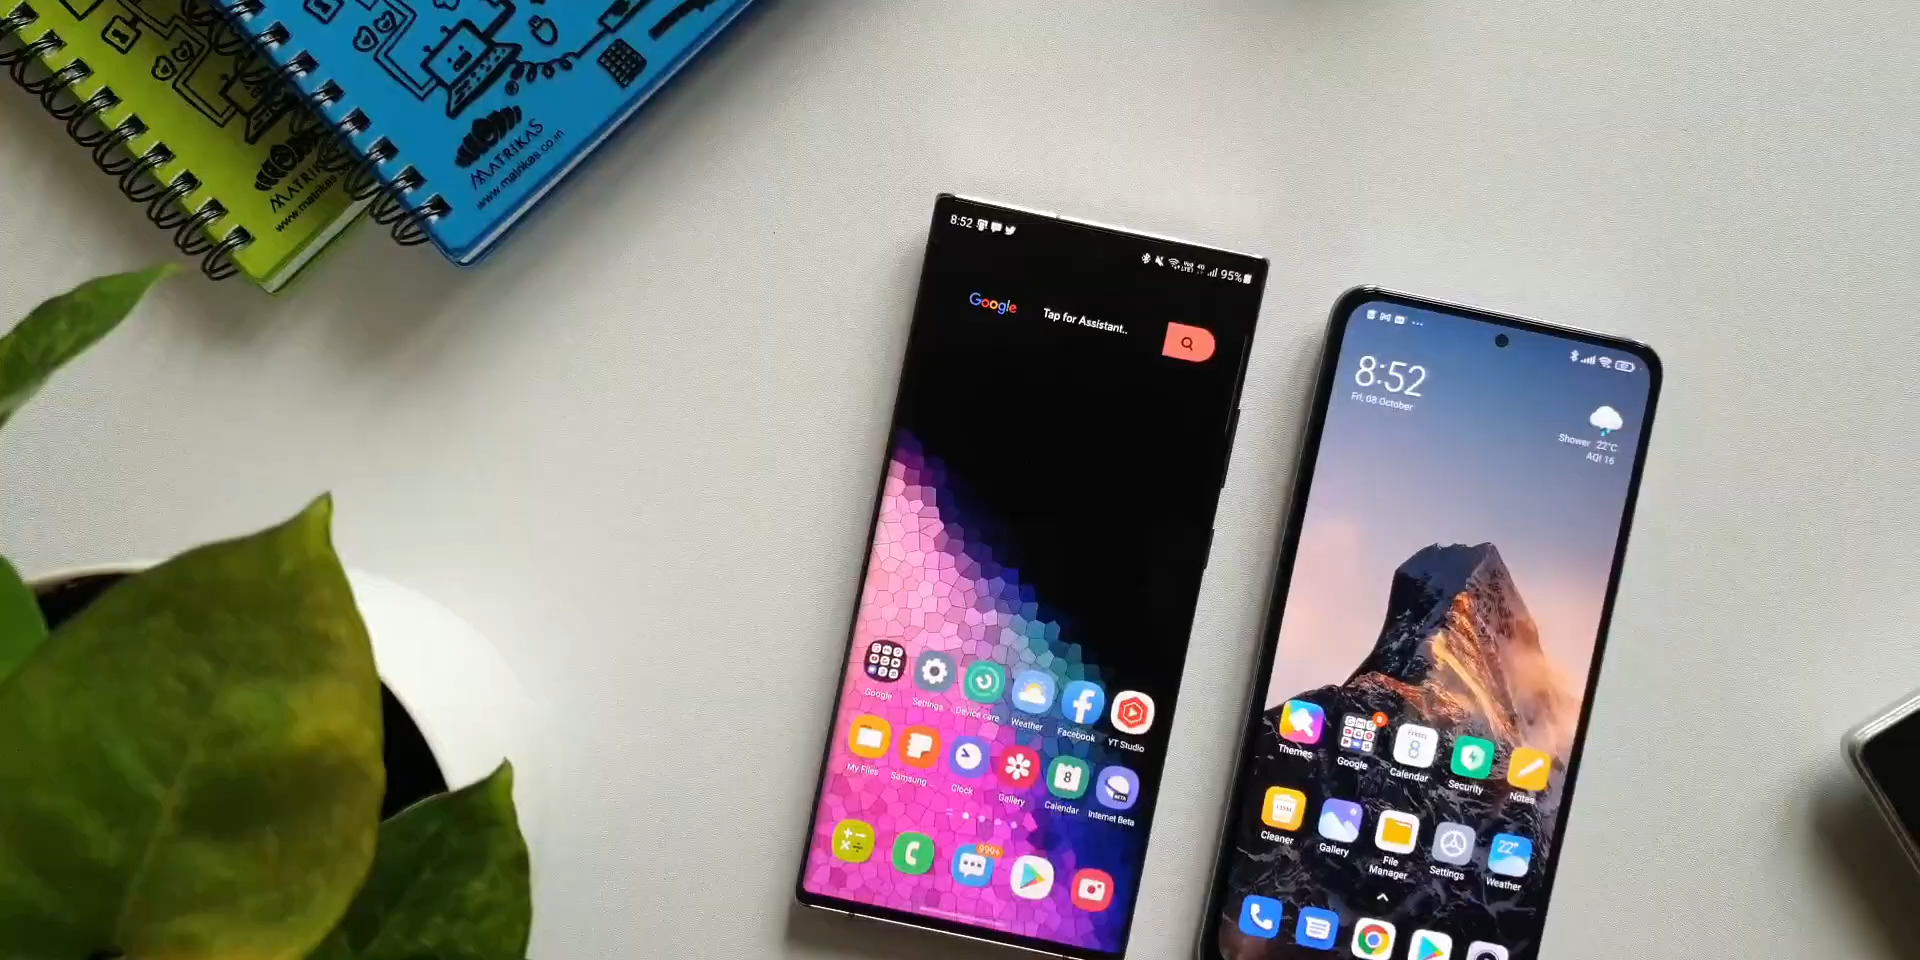 MATRIKAS
www.matrikas.co.in
MATRIKAS
8:52
95%
Google
Tap for Assistant..
Google
Settings
Device care
Weather
Facebook
YT Studio
My Files
Samsung
Clock
Gallery
8
Calendar
BETA
Internet Beta
999+
8:52
Fri, 08 October
Shower 22°C
AQI 16
Themes
8
Google
8
Calendar
Security
Notes
Cleaner
Gallery
File
Manager
Settings
22°
Weather